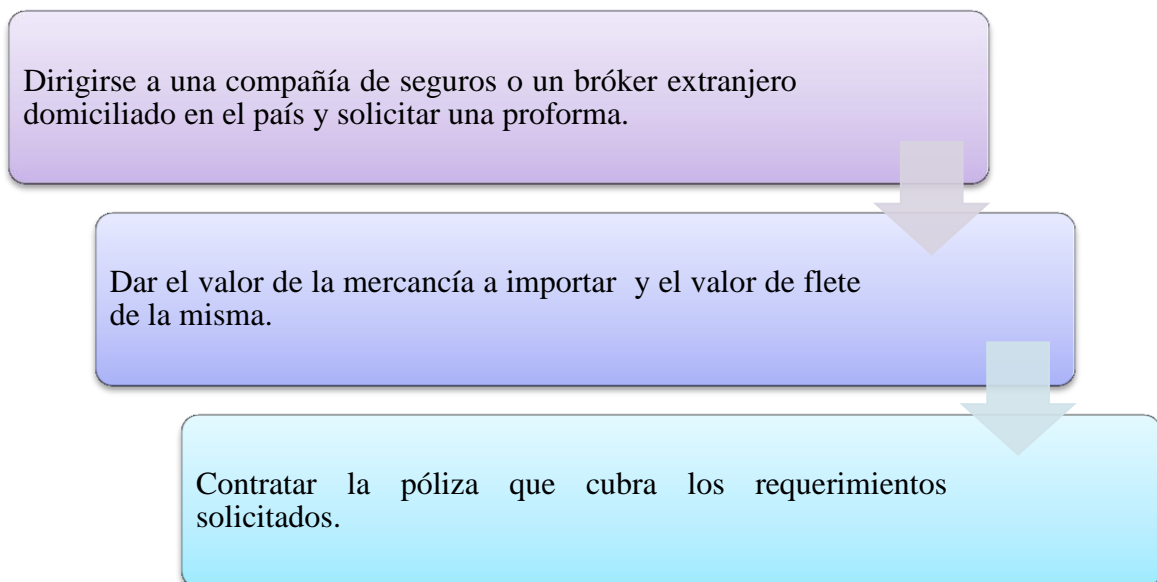 Dirigirse a una compañía de seguros o un bróker extranjero
domiciliado en el país y solicitar una proforma.
Dar el valor de la mercancía a importar y el valor de flete
de la misma.
Contratar la póliza que cubra los requerimientos
solicitados.